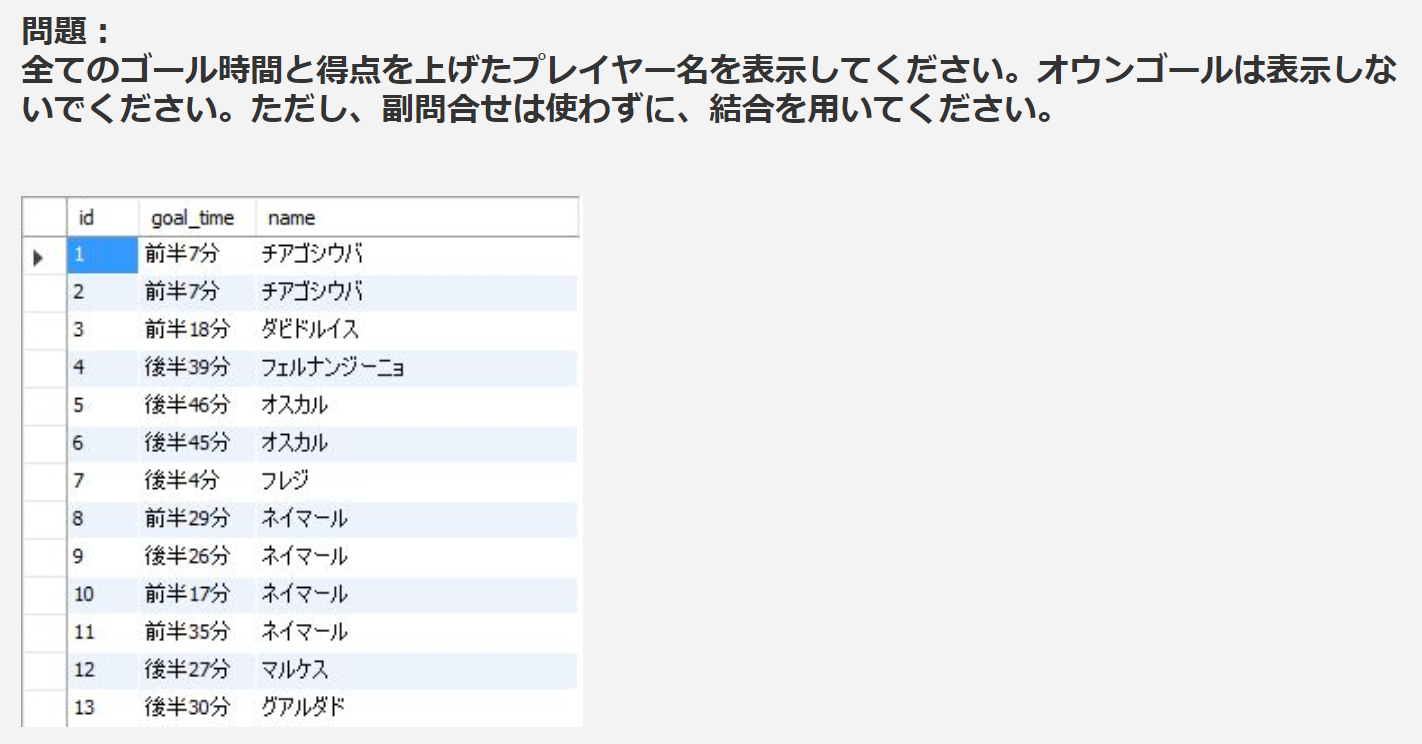 問題：
全てのゴール時間と得点を上げたプレイヤー名を表示してください。オウンゴールは表示しな
いでください。ただし、副問合せは使わずに、結合を用いてください。
id goal_time name
1 前半7分 チアゴシウバ
2 前半7分 チアゴシウバ
3 前半18分 ダビドルイス
4 後半39分 フェルナンジーニョ
5 後半46分 オスカル
6 後半45分 オスカル
7 後半4分 フレジ
8 前半29分 ネイマール
9 後半26分 ネイマール
10 前半17分 ネイマール
11 前半35分 ネイマール
12 後半27分 マルケス
13 後半30分 グアルダド